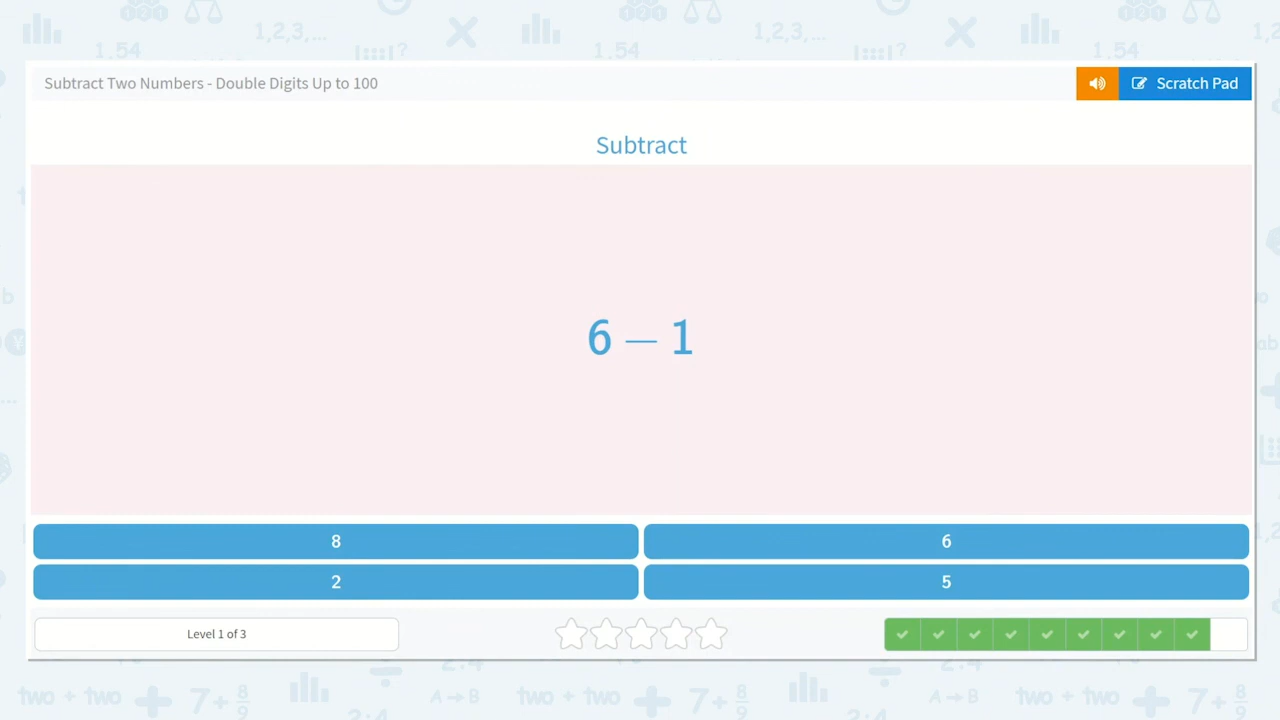 Subtract Two Numbers - Double Digits Up to 100
Scratch Pad
Subtract
6 − 1
8
6
2
5
Level 1 of 3